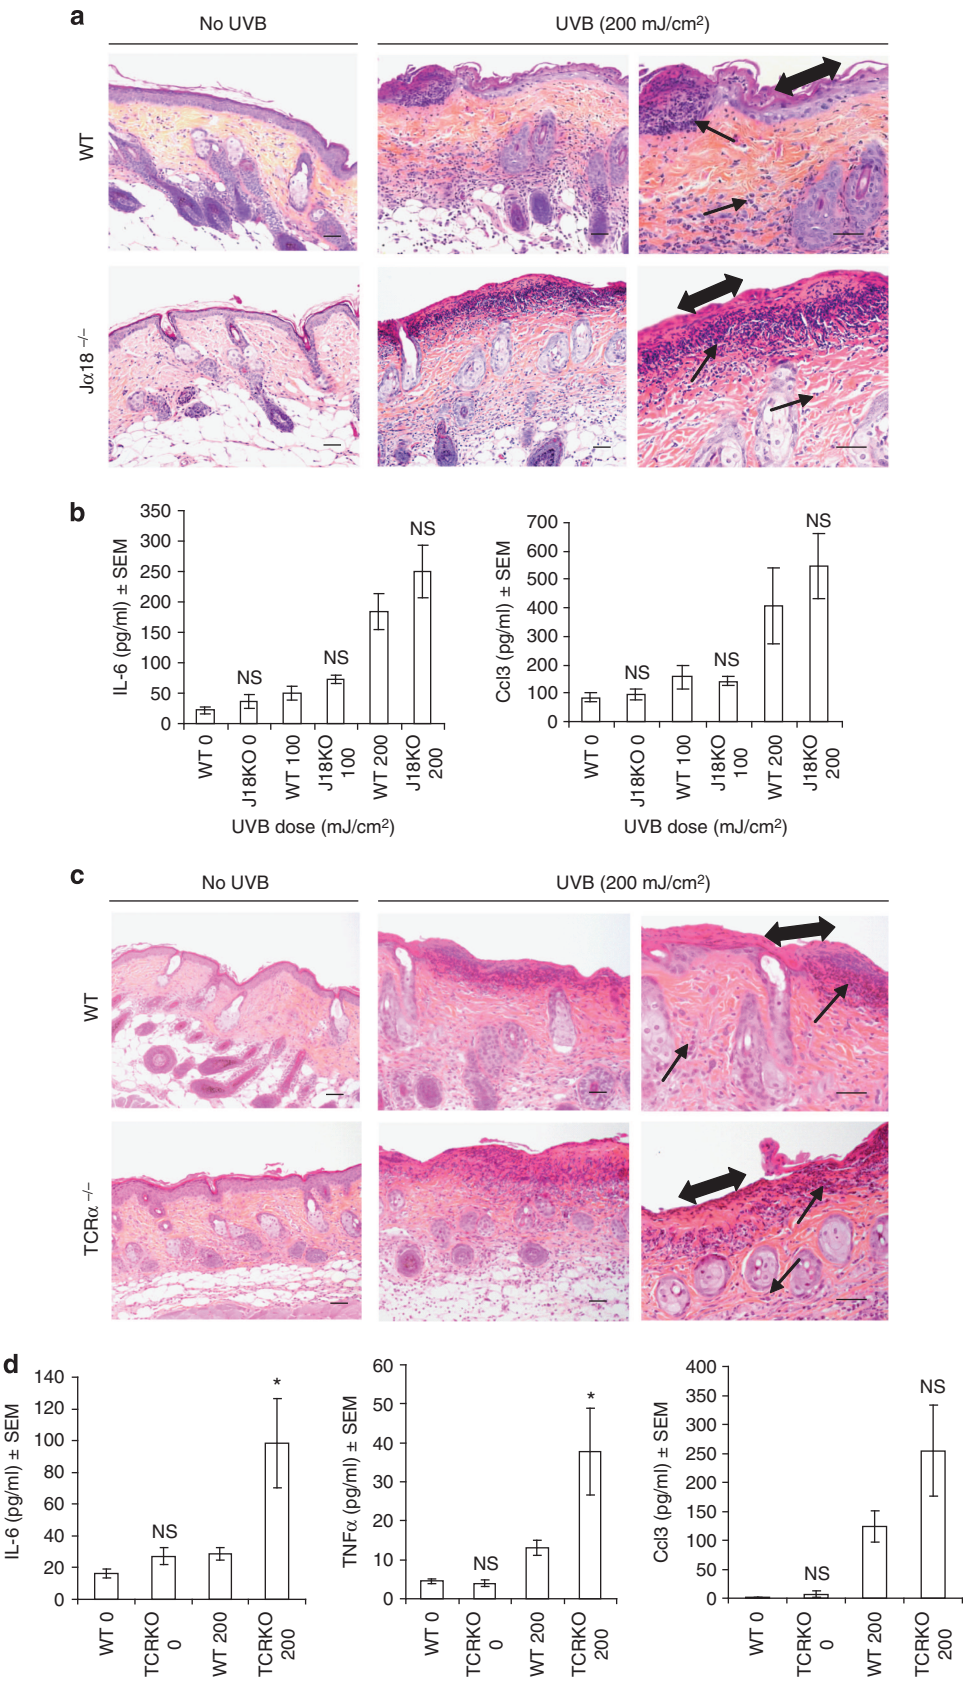 a
No UVB
UVB (200 mJ/cm²)
WT
Jα18 −/−
b
IL-6 (pg/ml) ± SEM
350
300
250
200
150
100
50
0
NS
NS
NS
WT 0
J18KO 0
WT 100
J18KO
100
WT 200
J18KO
200
UVB dose (mJ/cm²)
Ccl3 (pg/ml) ± SEM
700
600
500
400
300
200
100
0
NS
NS
NS
WT 0
J18KO 0
WT 100
J18KO
100
WT 200
J18KO
200
UVB dose (mJ/cm²)
c
No UVB
UVB (200 mJ/cm²)
WT
TCRα −/−
d
IL-6 (pg/ml) ± SEM
140
120
100
80
60
40
20
0
NS
*
WT 0
TCRKO
0
WT 200
TCRKO
200
TNFα (pg/ml) ± SEM
60
50
40
30
20
10
0
NS
*
WT 0
TCRKO
0
WT 200
TCRKO
200
Ccl3 (pg/ml) ± SEM
400
350
300
250
200
150
100
50
0
NS
NS
WT 0
TCRKO
0
WT 200
TCRKO
200